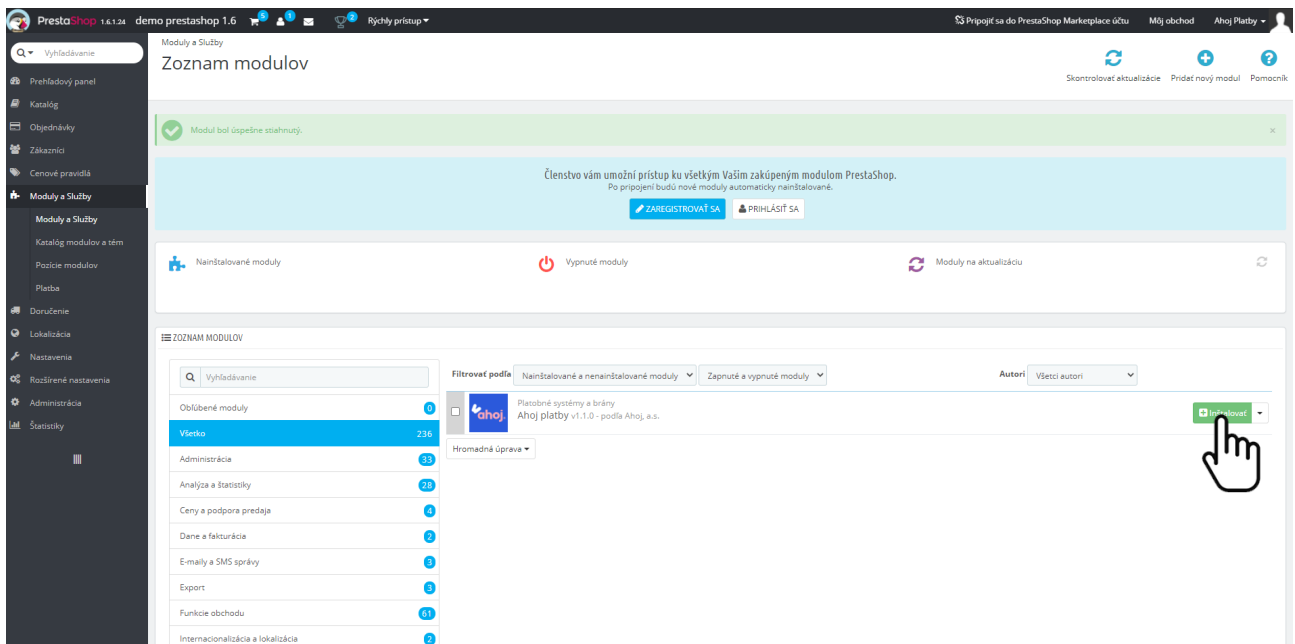 PrestaShop 1.6.1.24 demo prestashop 1.6 5 1 2 Rýchly prístup Pripojiť sa do PrestaShop Marketplace účtu Môj obchod Ahoj Platby
Vyhľadávanie
Prehľadový panel
Katalóg
Objednávky
Zákazníci
Cenové pravidlá
Moduly a Služby
Moduly a Služby
Katalóg modulov a tém
Pozície modulov
Platba
Doručenie
Lokalizácia
Nastavenia
Rozšírené nastavenia
Administrácia
Štatistiky
Moduly a Služby
Zoznam modulov
Skontrolovať aktualizácie Pridať nový modul Pomocník
Modul bol úspešne stiahnutý.
Členstvo vám umožní prístup ku všetkým Vašim zakúpeným modulom PrestaShop.
Po pripojení budú nové moduly automaticky nainštalované.
ZAREGISTROVAŤ SA PRIHLÁSIŤ SA
Nainštalované moduly Vypnuté moduly Moduly na aktualizáciu
ZOZNAM MODULOV
Vyhľadávanie
Obľúbené moduly 0
Všetko 236
Administrácia 33
Analýza a štatistiky 28
Ceny a podpora predaja 4
Dane a fakturácia 2
E-maily a SMS správy 3
Export 3
Funkcie obchodu 61
Internacionalizácia a lokalizácia 2
Filtrovať podľa Nainštalované a nenainštalované moduly Zapnuté a vypnuté moduly Autori Všetci autori
ahoj.
Platobné systémy a brány
Ahoj platby v1.1.0 - podľa Ahoj, a.s.
Inštalovať
Hromadná úprava